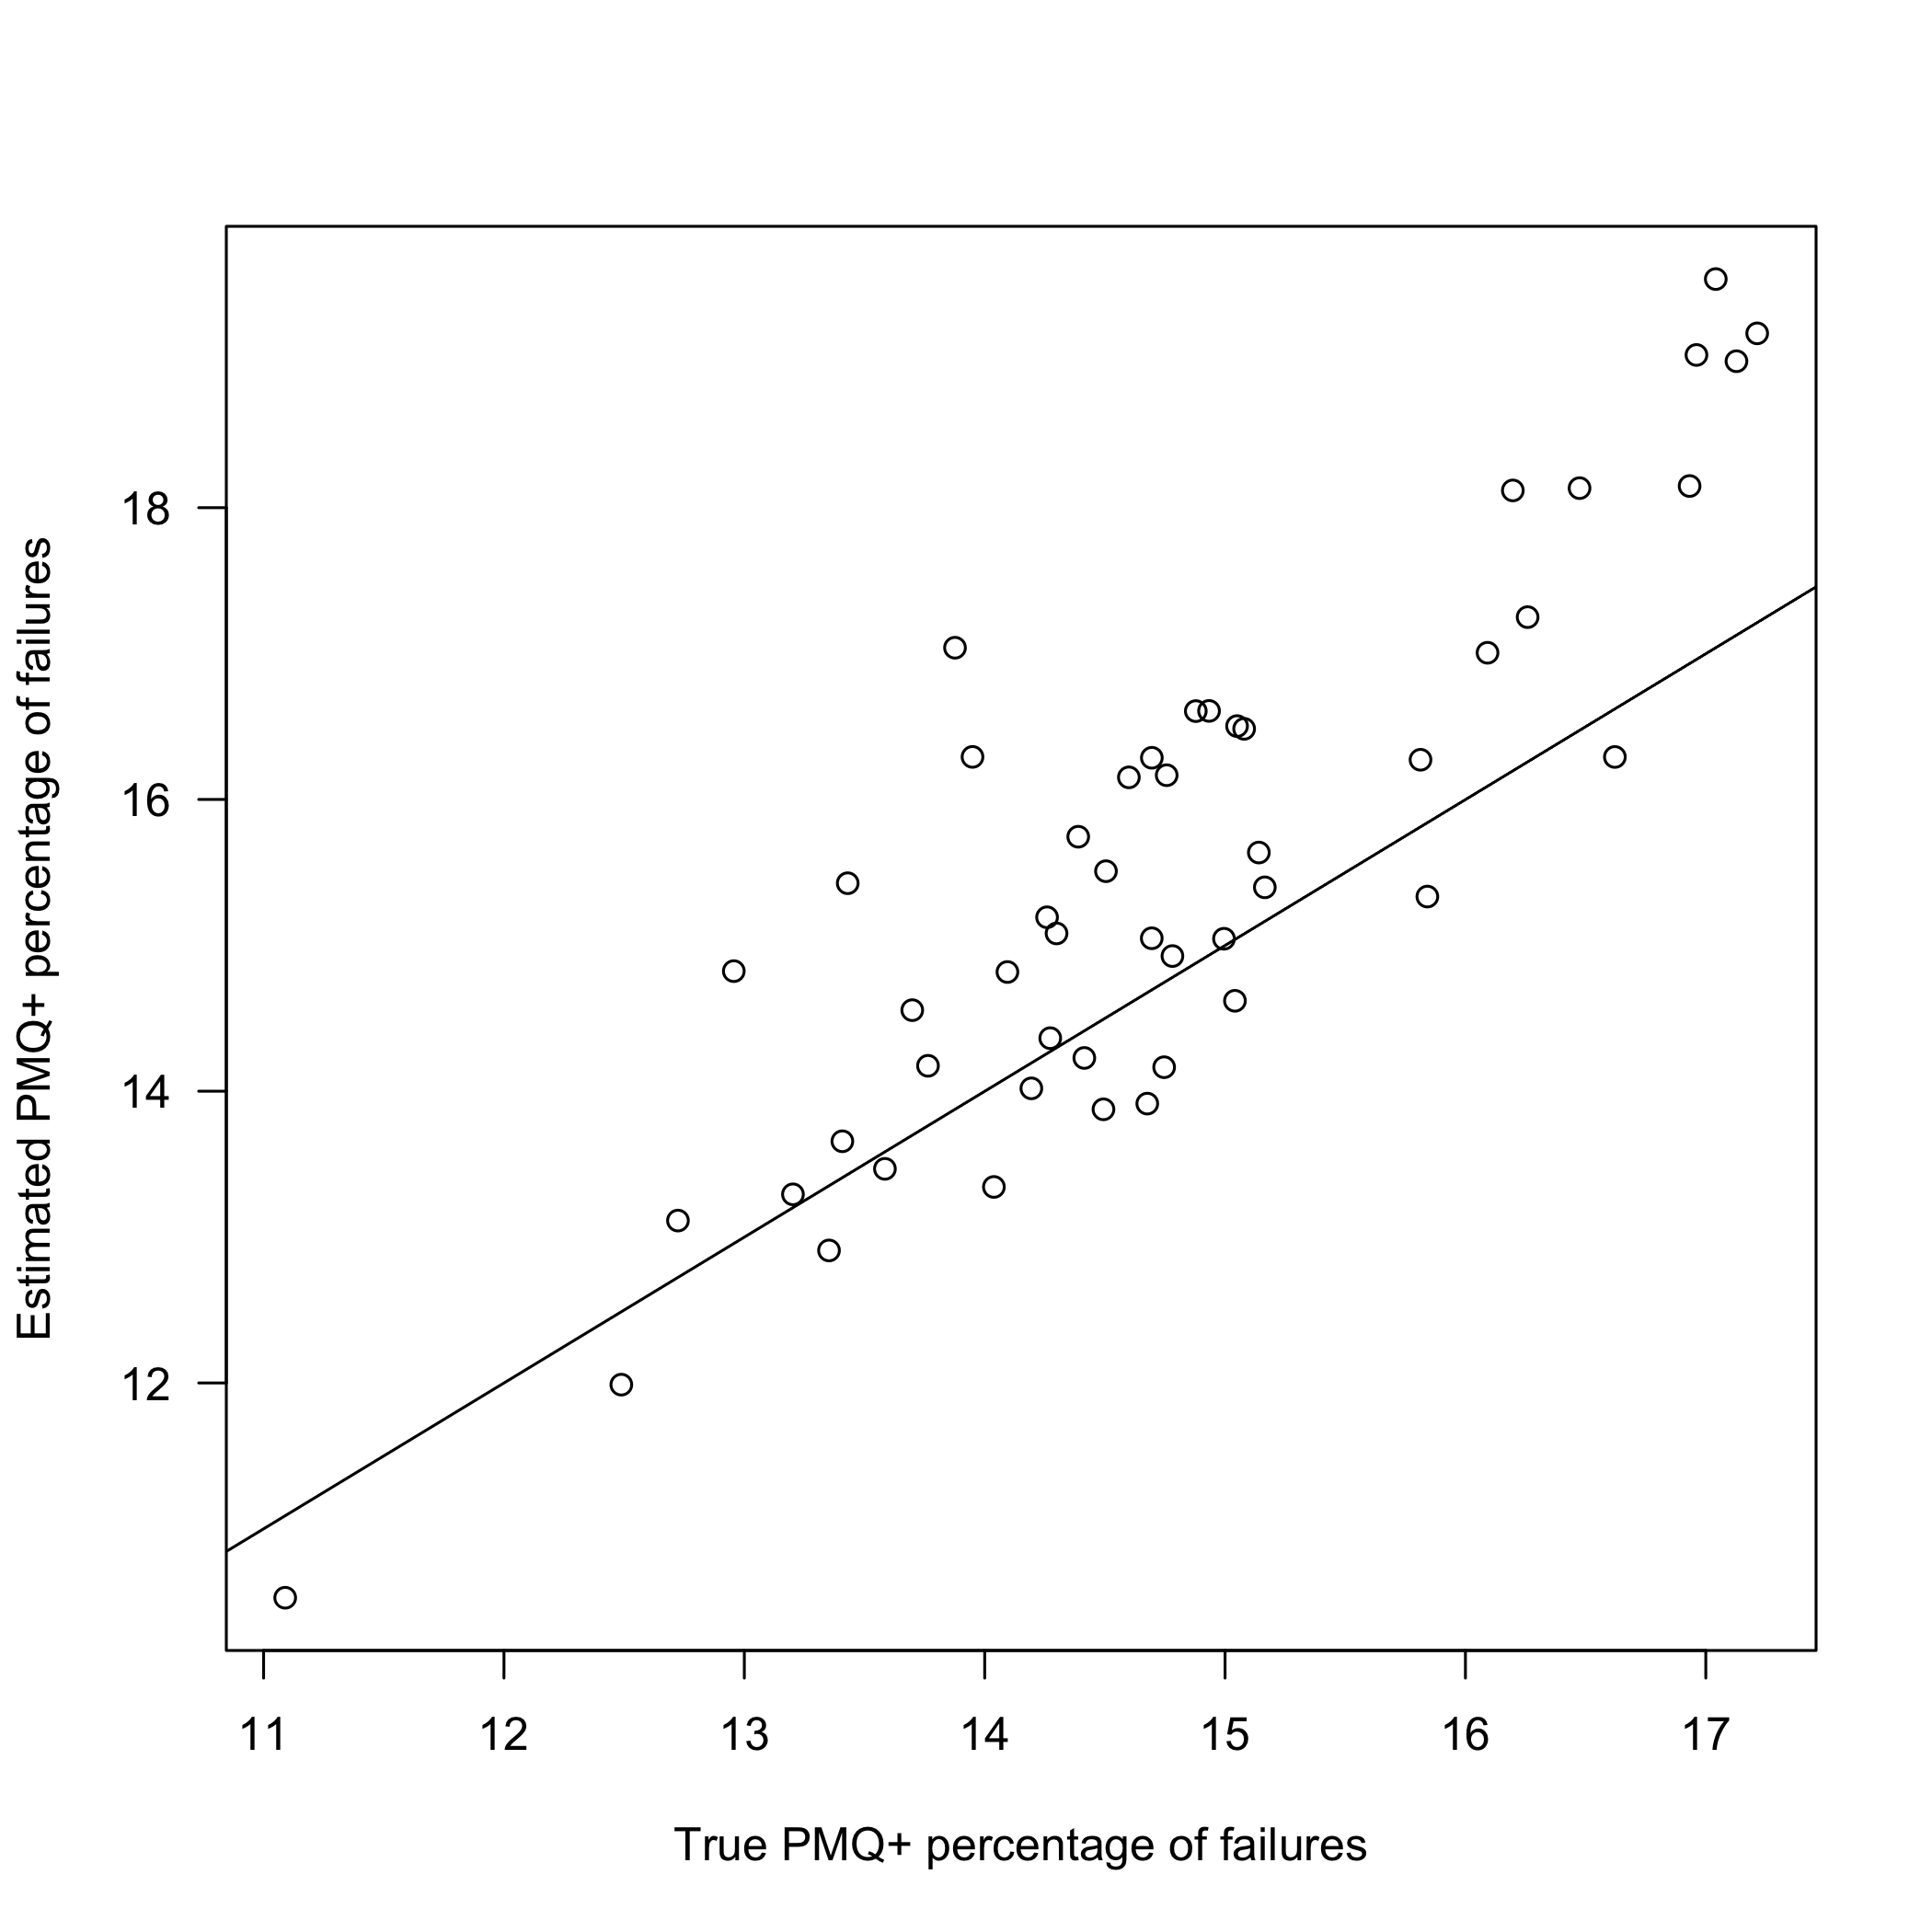 Estimated PMQ+ percentage of failures
18
16
14
12
11 12 13 14 15 16 17
True PMQ+ percentage of failures